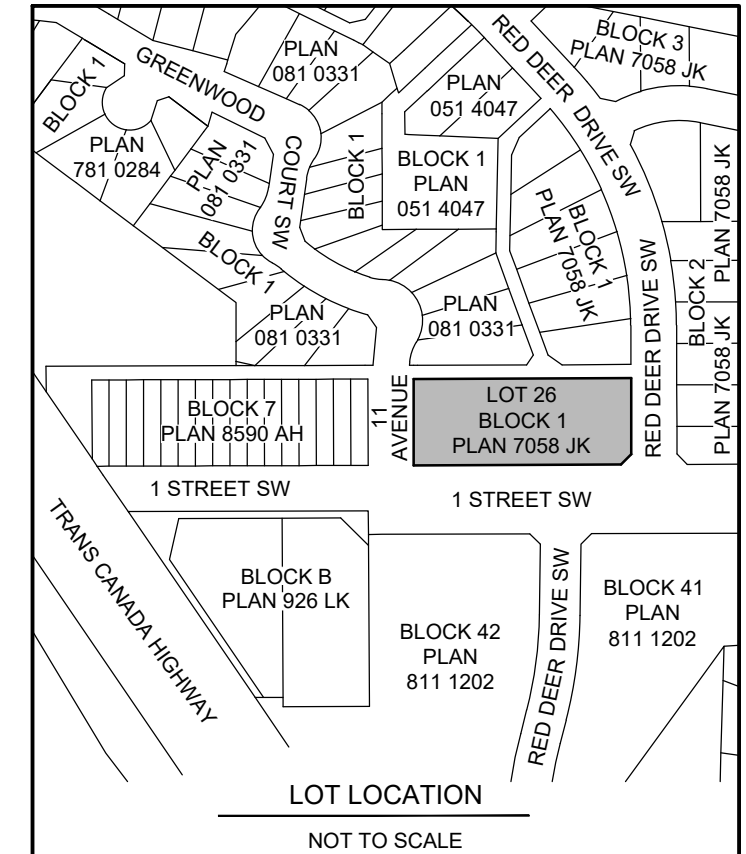 BLOCK 1
GREENWOOD
COURT SW
PLAN
081 0331
RED DEER DRIVE SW
BLOCK 3
PLAN 7058 JK
PLAN
781 0284
PLAN
081 0331
BLOCK 1
PLAN
051 4047
BLOCK 1
PLAN
051 4047
BLOCK 1
PLAN 7058 JK
PLAN 7058 JK
BLOCK 2
PLAN 7058 JK
BLOCK 1
PLAN
081 0331
PLAN
081 0331
RED DEER DRIVE SW
BLOCK 7
PLAN 8590 AH
11
AVENUE
LOT 26
BLOCK 1
PLAN 7058 JK
1 STREET SW
1 STREET SW
TRANS CANADA HIGHWAY
BLOCK B
PLAN 926 LK
BLOCK 42
PLAN
811 1202
RED DEER DRIVE SW
BLOCK 41
PLAN
811 1202
LOT LOCATION
NOT TO SCALE